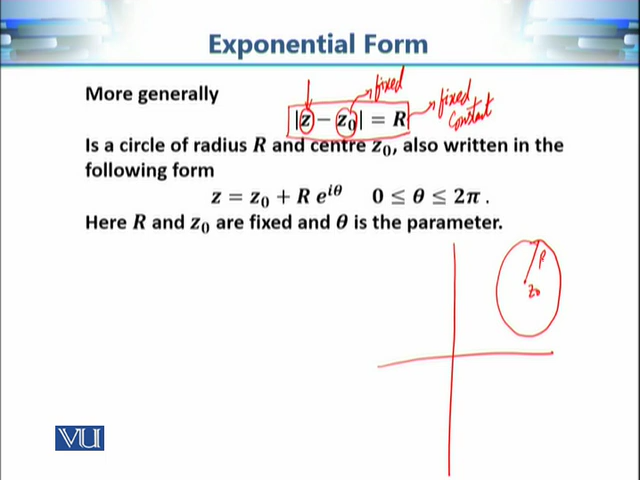 Exponential Form
More generally
fixed
|z − z₀| = R
fixed
constant
Is a circle of radius R and centre z₀, also written in the
following form
z = z₀ + R e^{iθ}    0 ≤ θ ≤ 2π .
Here R and z₀ are fixed and θ is the parameter.
R
z₀
VU